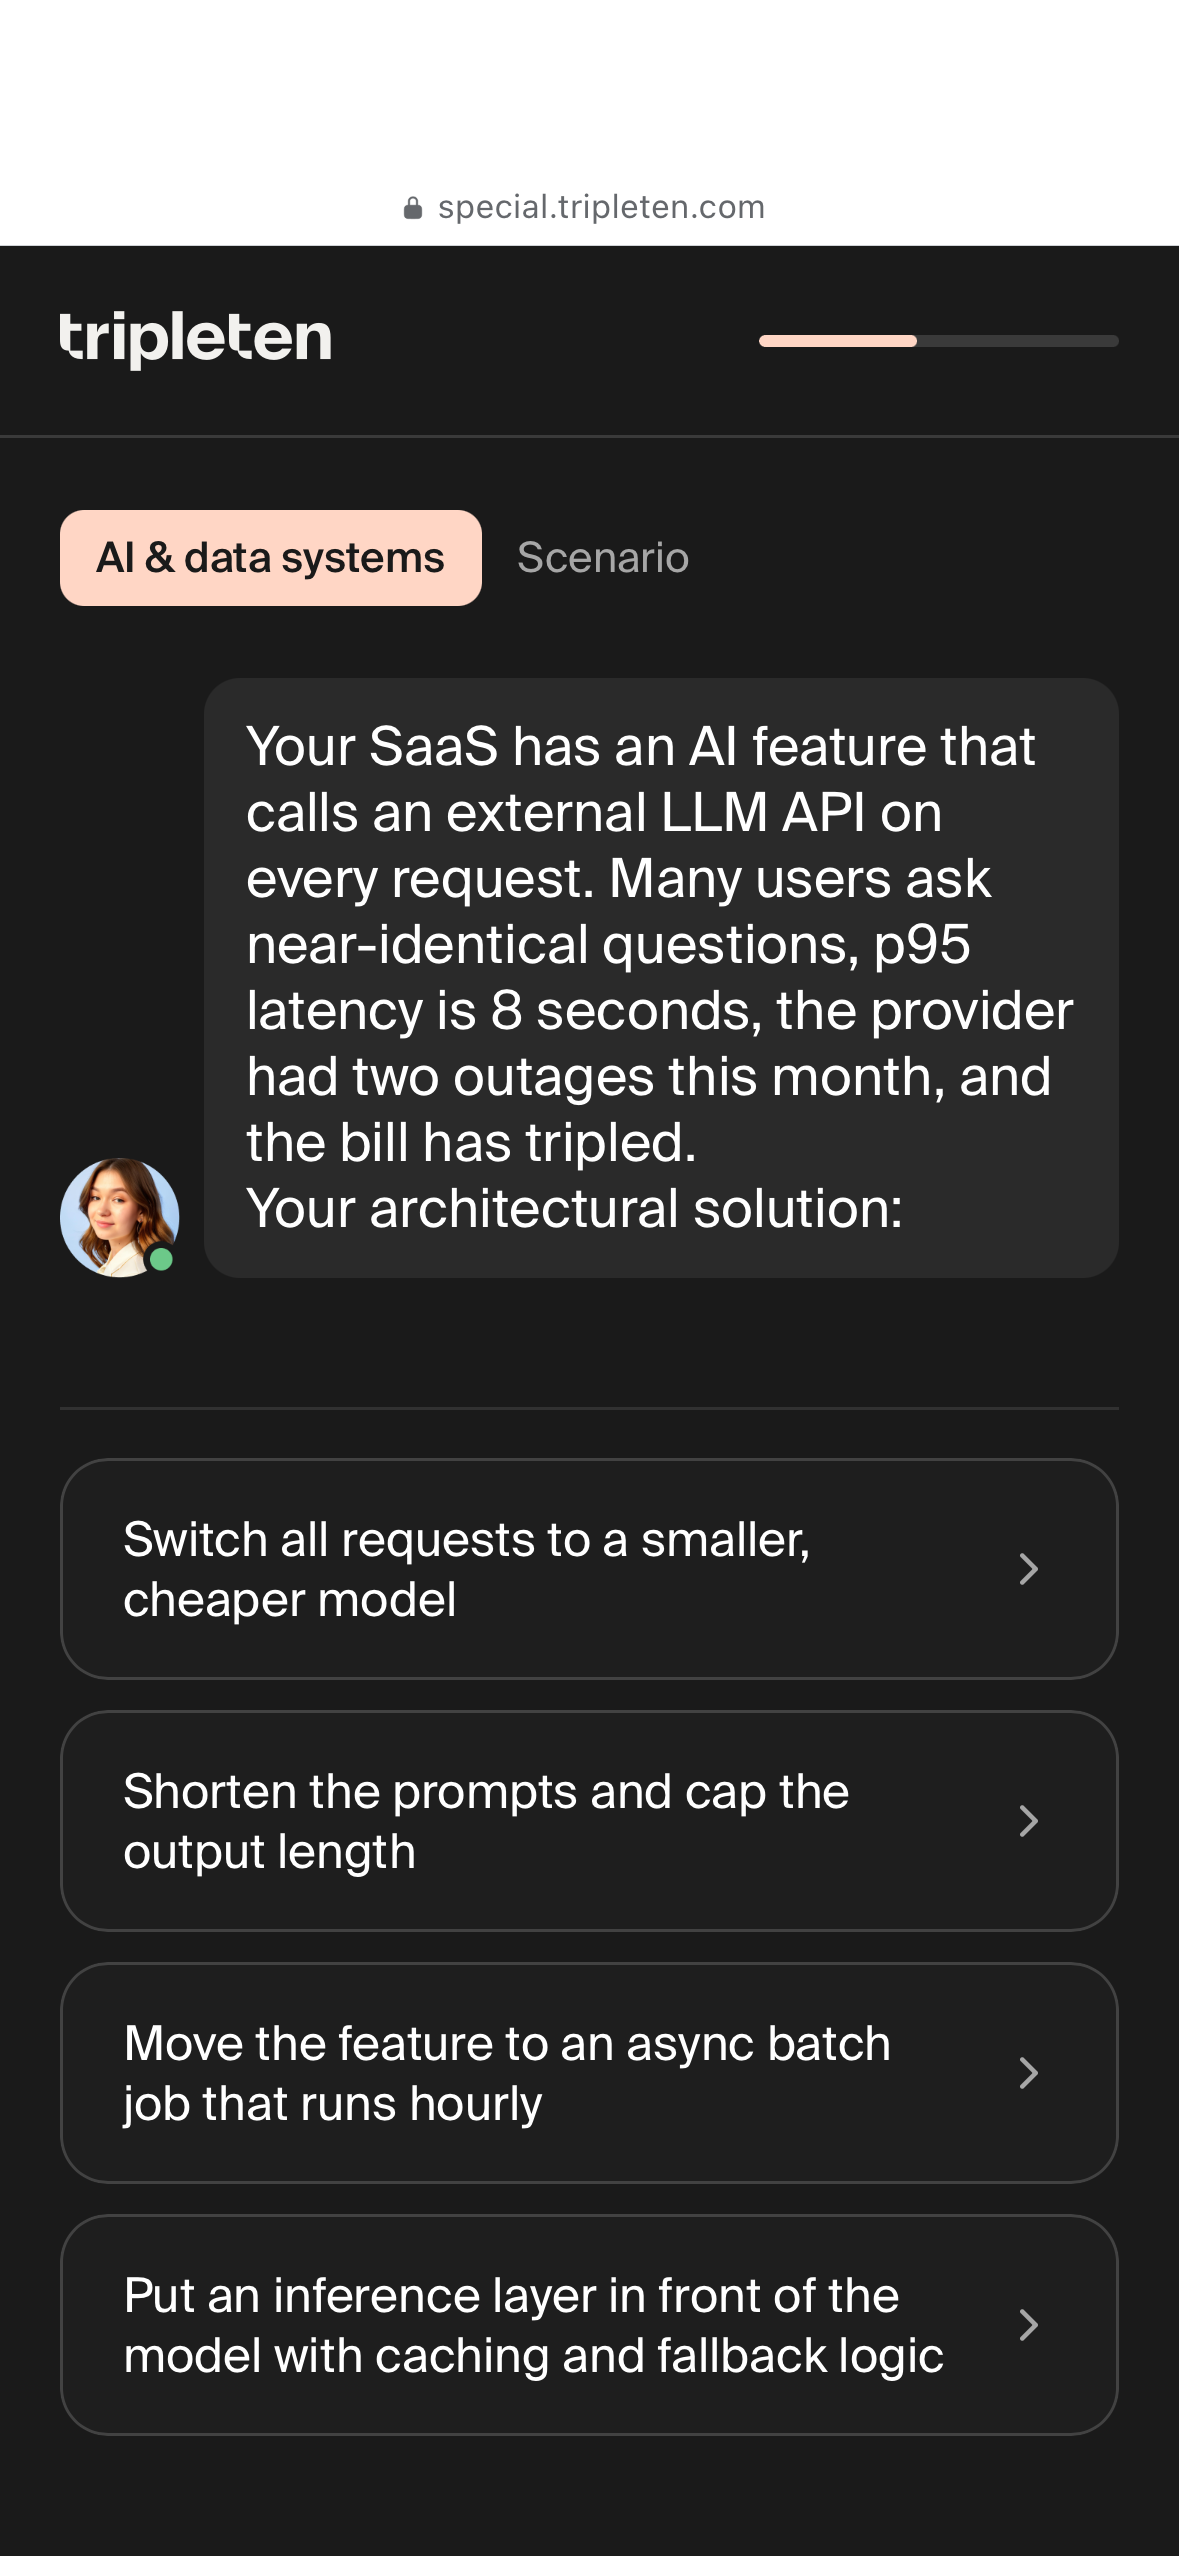 special.tripleten.com
tripleten
AI & data systems
Scenario
Your SaaS has an AI feature that
calls an external LLM API on
every request. Many users ask
near-identical questions, p95
latency is 8 seconds, the provider
had two outages this month, and
the bill has tripled.
Your architectural solution:
Switch all requests to a smaller,
cheaper model
Shorten the prompts and cap the
output length
Move the feature to an async batch
job that runs hourly
Put an inference layer in front of the
model with caching and fallback logic